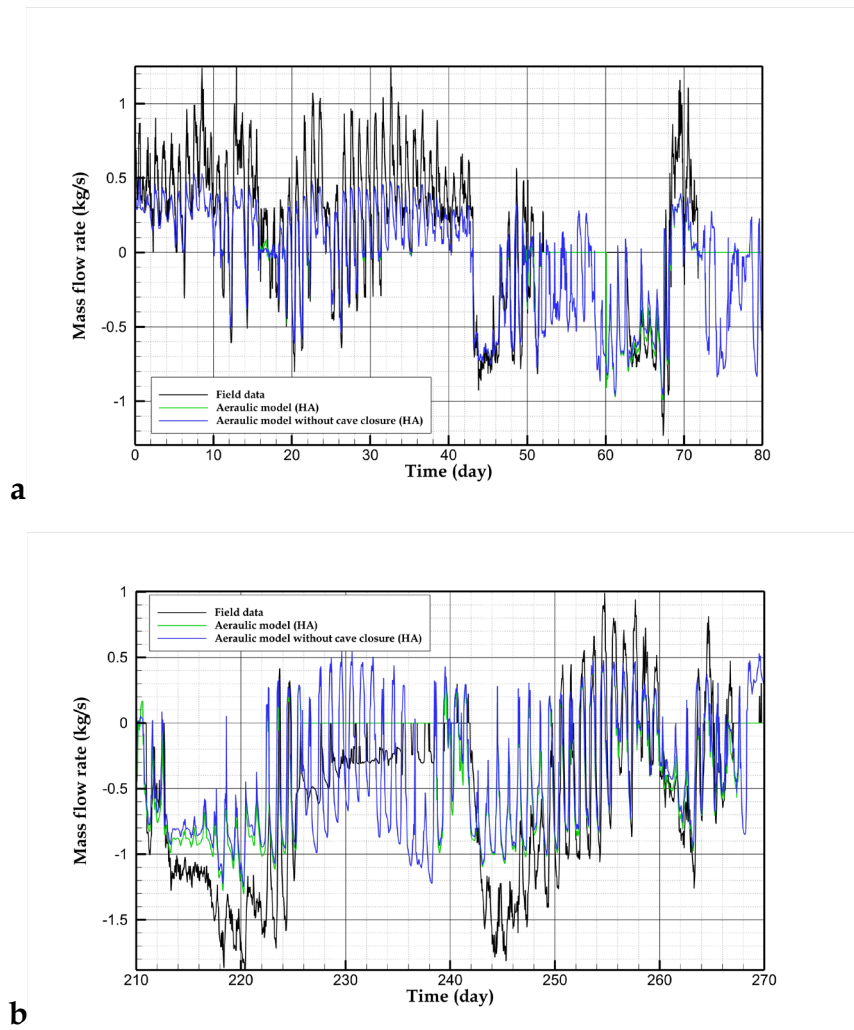 1
0.5
0
-0.5
-1
Mass flow rate (kg/s)
Field data
Aeraulic model (HA)
Aeraulic model without cave closure (HA)
0 10 20 30 40 50 60 70 80
Time (day)
a
1
0.5
0
-0.5
-1
-1.5
Mass flow rate (kg/s)
Field data
Aeraulic model (HA)
Aeraulic model without cave closure (HA)
210 220 230 240 250 260 270
Time (day)
b